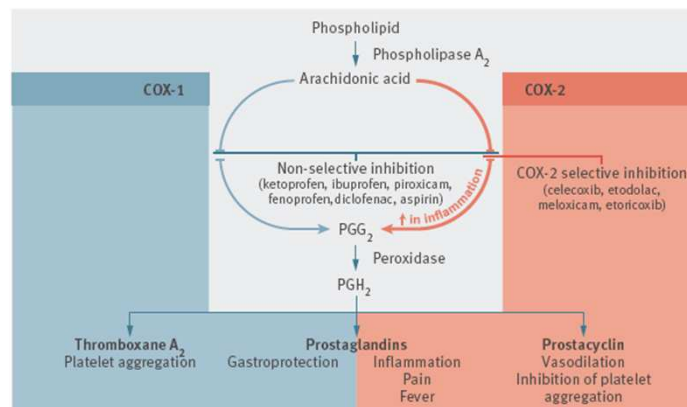 Phospholipid
Phospholipase A2
Arachidonic acid
COX-1
COX-2
Non-selective inhibition
(ketoprofen, ibuprofen, piroxicam,
fenoprofen, diclofenac, aspirin)
COX-2 selective inhibition
(celecoxib, etodolac,
meloxicam, etoricoxib)
↑ in inflammation
PGG2
Peroxidase
PGH2
Thromboxane A2
Platelet aggregation
Prostaglandins
Gastroprotection
Inflammation
Pain
Fever
Prostacyclin
Vasodilation
Inhibition of platelet
aggregation